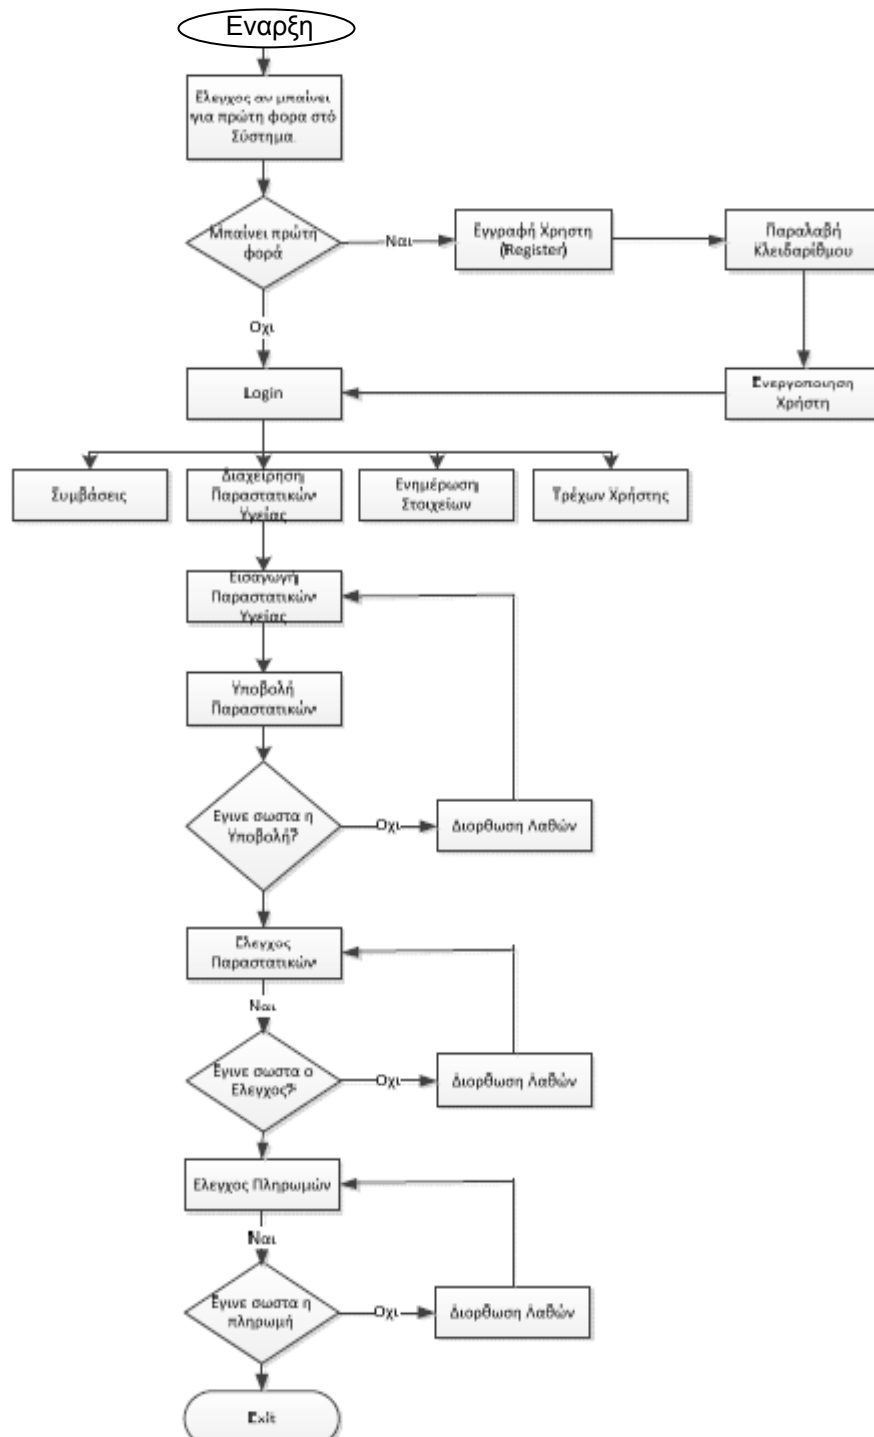 Εναρξη
Ελεγχος αν μπαίνει
για πρώτη φορα στό
Σύστημα
Μπαίνει πρώτη
φορά
Ναι
Εγγραφή Χρηστη
(Register)
Παραλαβή
Κλειδαρίθμου
Οχι
Login
Ενεργοποιηση
Χρήστη
Συμβάσεις
Διαχείρηση
Παραστατικών
Υγείας
Ενημέρωση
Στοιχείων
Τρέχων Χρήστης
Εισαγωγή
Παραστατικών
Υγείας
Υποβολή
Παραστατικών
Εγινε σωστα η
Υποβολή?
Οχι
Διορθωση Λαθών
Ελεγχος
Παραστατικών
Ναι
Εγινε σωστα ο
Ελεγχος?
Οχι
Διορθωση Λαθών
Ελεγχος Πληρωμών
Ναι
Εγινε σωστα η
πληρωμή
Οχι
Διορθωση Λαθών
Exit